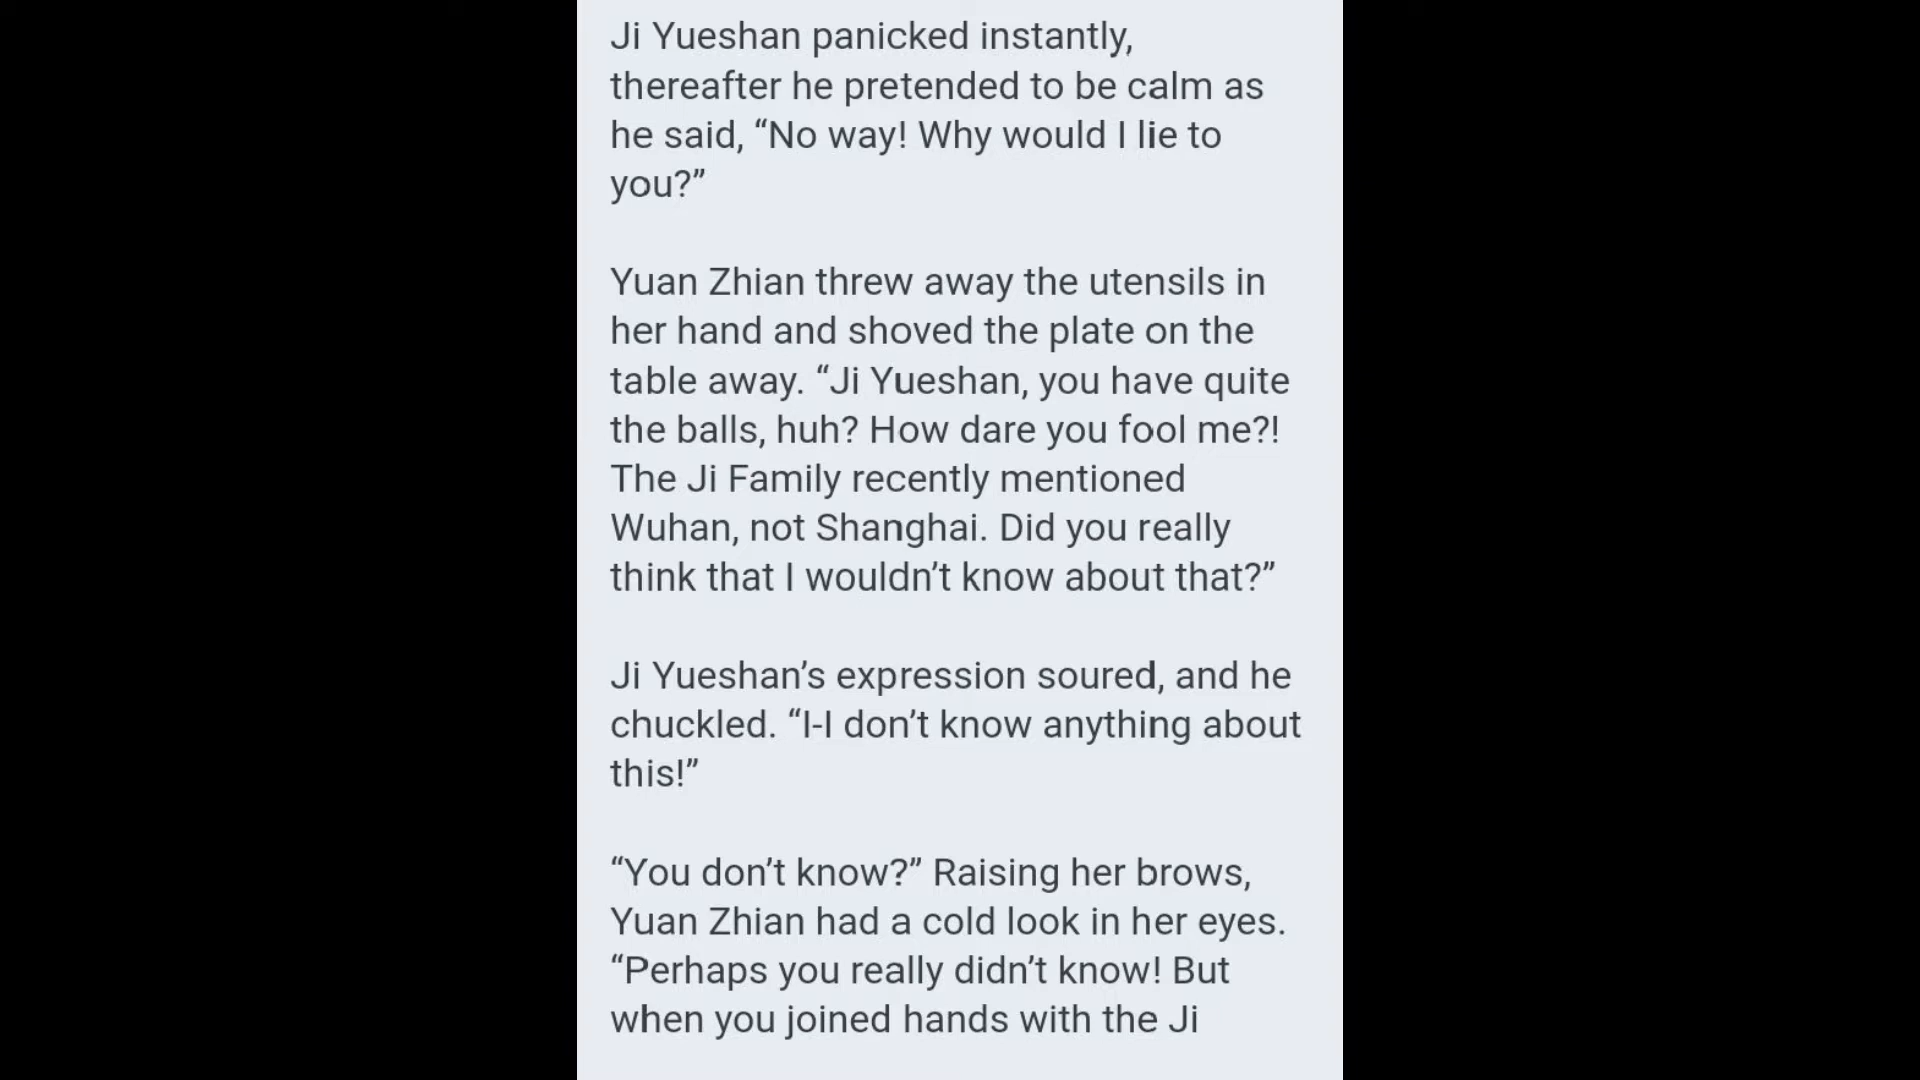 Ji Yueshan panicked instantly,
thereafter he pretended to be calm as
he said, “No way! Why would I lie to
you?”
Yuan Zhian threw away the utensils in
her hand and shoved the plate on the
table away. “Ji Yueshan, you have quite
the balls, huh? How dare you fool me?!
The Ji Family recently mentioned
Wuhan, not Shanghai. Did you really
think that I wouldn’t know about that?”
Ji Yueshan’s expression soured, and he
chuckled. “I-I don’t know anything about
this!”
“You don’t know?” Raising her brows,
Yuan Zhian had a cold look in her eyes.
“Perhaps you really didn’t know! But
when you joined hands with the Ji